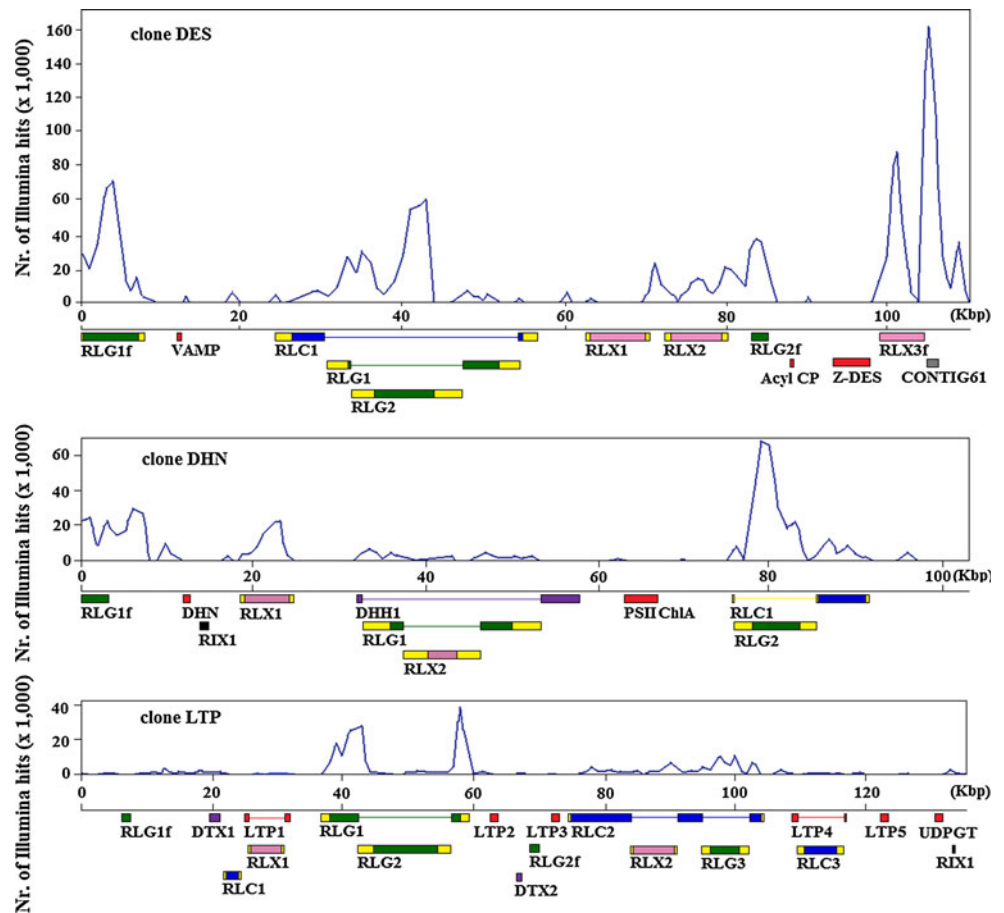 Nr. of Illumina hits (x 1,000)
clone DES
160
140
120
100
80
60
40
20
0
0 20 40 60 80 100 (Kbp)
RLG1f VAMP RLC1 RLX1 RLX2 RLG2f RLX3f
RLG1 Acyl CP Z-DES CONTIG61
RLG2
Nr. of Illumina hits (x 1,000)
clone DHN
60
40
20
0
0 20 40 60 80 100 (Kbp)
RLG1f DHN RLX1 DHH1 PSII ChlA RLC1
RIX1 RLG1 RLG2
RLX2
Nr. of Illumina hits (x 1,000)
clone LTP
40
20
0
0 20 40 60 80 100 120 (Kbp)
RLG1f DTX1 LTP1 RLG1 LTP2 LTP3 RLC2 LTP4 LTP5 UDPGT
RLX1 RLG2 RLG2f RLX2 RLG3 RLC3 RIX1
RLC1 DTX2